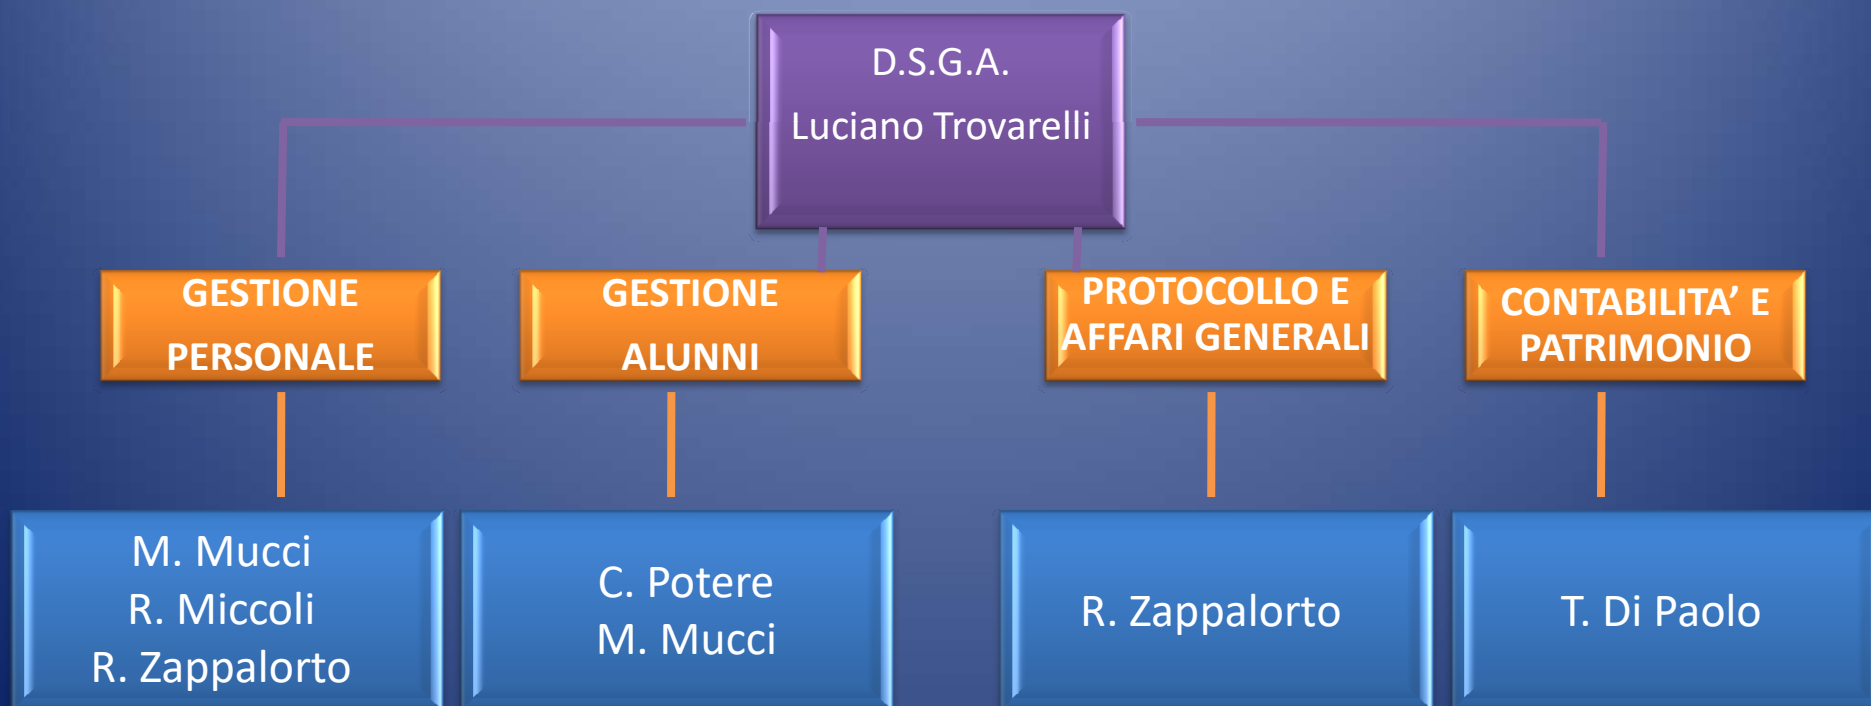 D.S.G.A.
Luciano Trovarelli
GESTIONE
PERSONALE
GESTIONE
ALUNNI
PROTOCOLLO E
AFFARI GENERALI
CONTABILITA’ E
PATRIMONIO
M. Mucci
R. Miccoli
R. Zappalorto
C. Potere
M. Mucci
R. Zappalorto
T. Di Paolo